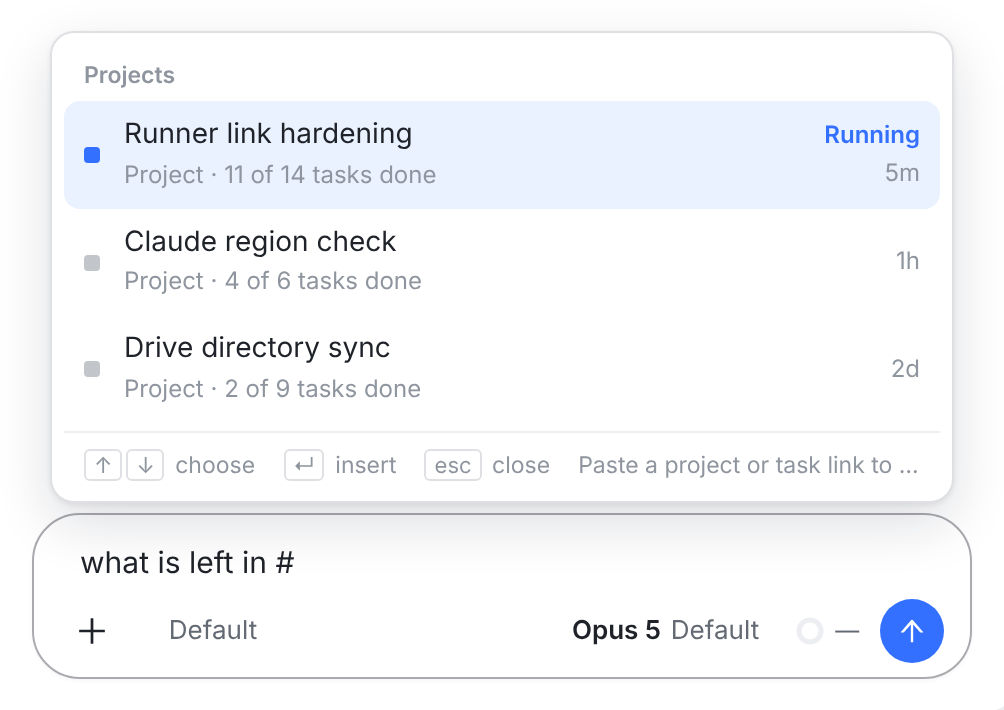 Projects
Runner link hardening
Running
Project · 11 of 14 tasks done
5m
Claude region check
1h
Project · 4 of 6 tasks done
Drive directory sync
2d
Project · 2 of 9 tasks done
↑ ↓ choose ↵ insert esc close Paste a project or task link to ...
what is left in #
+ Default Opus 5 Default —